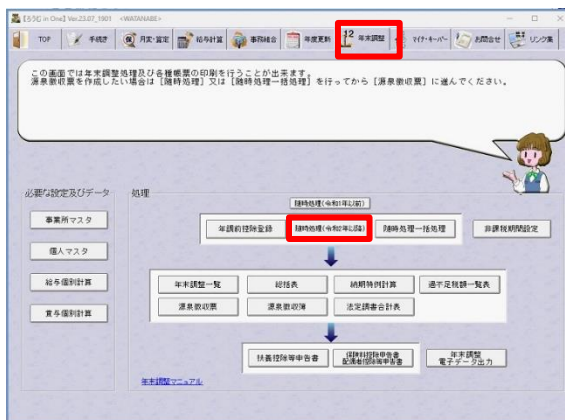 【ろうむ in One】 Ver.23.07_1901 <WATANABE>
TOP 手続き 月変・算定 給与計算 事務組合 年度更新 12 年末調整 マイナ・キーパー お問合せ リンク集
この画面では年末調整処理及び各種帳票の印刷を行うことが出来ます。
源泉徴収票を作成したい場合は［随時処理］又は［随時処理一括処理］を行ってから［源泉徴収票］に進んでください。
必要な設定及びデータ
事業所マスタ
個人マスタ
給与個別計算
賞与個別計算
処理
随時処理(令和1年以前)
年調前控除登録 随時処理(令和2年以降) 随時処理一括処理 非課税期間設定
年末調整一覧 総括表 納期特例計算 過不足税額一覧表
源泉徴収票 源泉徴収簿 法定調書合計表
扶養控除等申告書 保険料控除申告書 年末調整
配偶者控除等申告書 電子データ出力
年末調整マニュアル